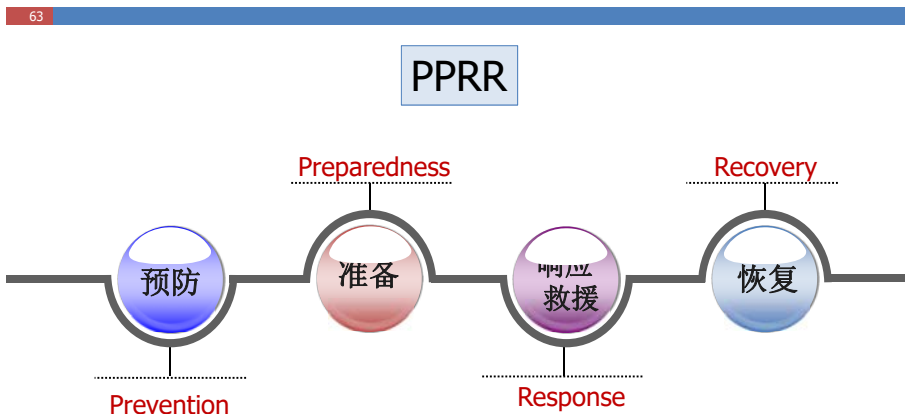 63
PPRR
Preparedness
Recovery
预防
准备
响应
救援
恢复
Prevention
Response